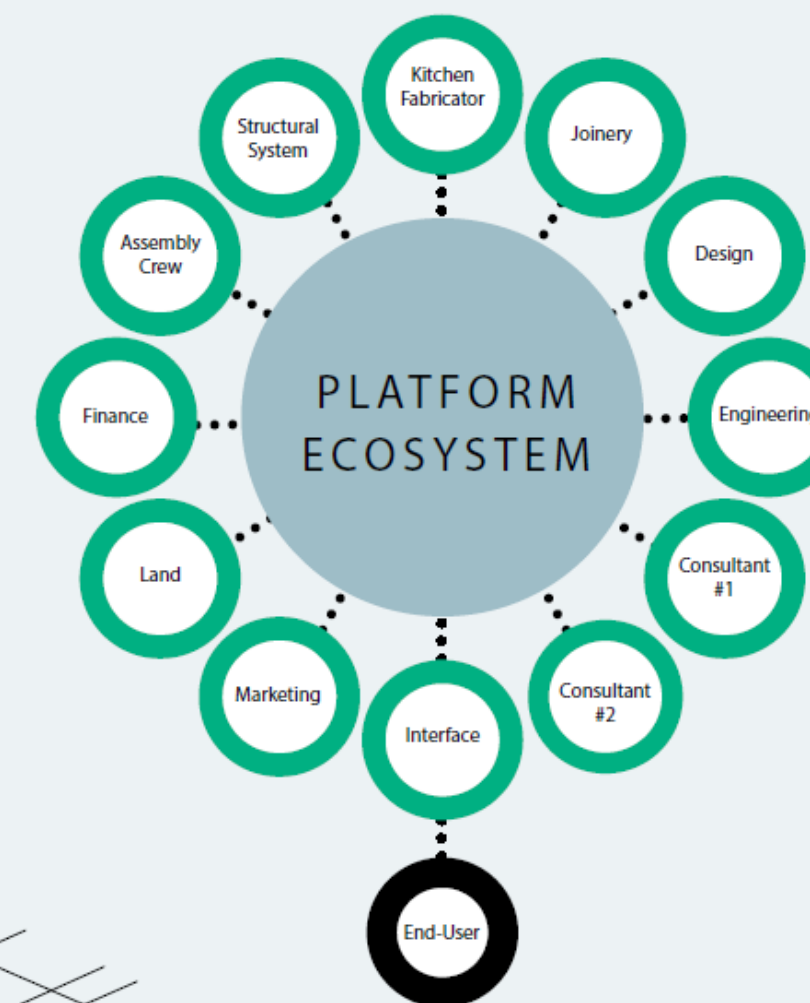 Kitchen
Fabricator
Structural
System
Joinery
Assembly
Crew
Design
PLATFORM
ECOSYSTEM
Finance
Engineerin
Land
Consultant
#1
Marketing
Interface
Consultant
#2
End-User